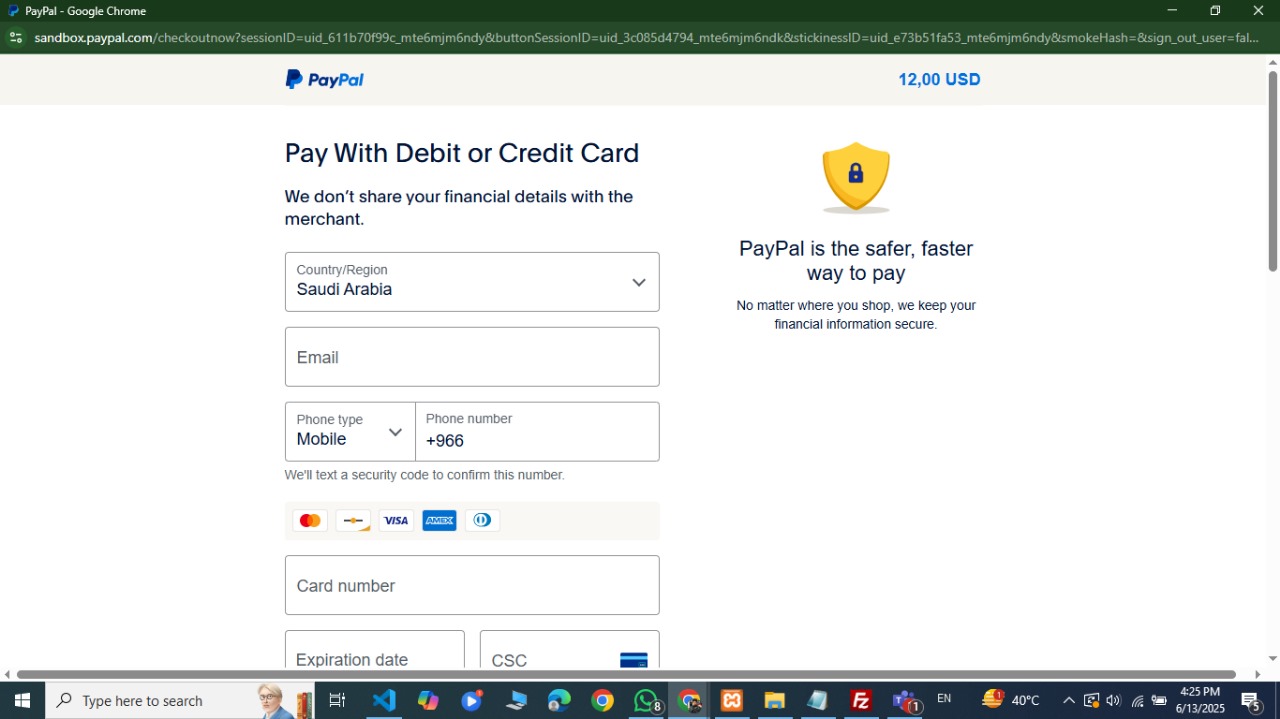 PayPal - Google Chrome
sandbox.paypal.com/checkoutnow?sessionID=uid_611b70f99c_mte6mjm6ndy&buttonSessionID=uid_3c085d4794_mte6mjm6ndk&stickinessID=uid_e73b51fa53_mte6mjm6ndy&smokeHash=&sign_out_user=fal...
PayPal
12,00 USD
Pay With Debit or Credit Card
We don’t share your financial details with the
merchant.
Country/Region
Saudi Arabia
Email
Phone type
Mobile
Phone number
+966
We'll text a security code to confirm this number.
VISA
AMEX
Card number
Expiration date
CSC
PayPal is the safer, faster
way to pay
No matter where you shop, we keep your
financial information secure.
Type here to search
8
1
EN
1
40°C
4:25 PM
6/13/2025
5